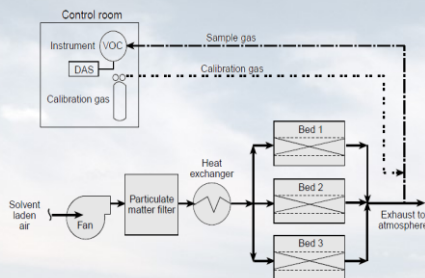 Control room
Instrument
VOC
DAS
Calibration gas
Sample gas
Calibration gas
Bed 1
Heat
exchanger
Particulate
matter filter
Bed 2
Solvent
laden
air
Fan
Exhaust to
atmosphere
Bed 3